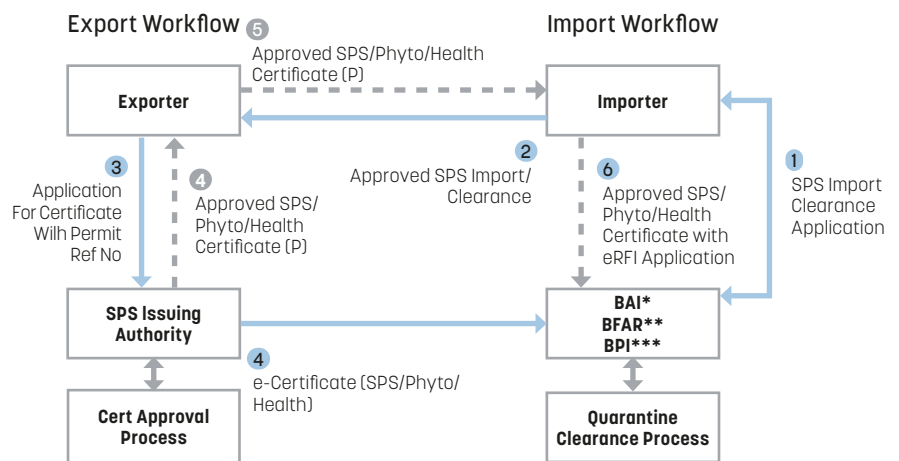 Export Workflow
Import Workflow
5
Approved SPS/Phyto/Health
Certificate (P)
Exporter
Importer
3
Application
For Certificate
Wilh Permit
Ref No
4
Approved SPS/
Phyto/Health
Certificate (P)
2
Approved SPS Import/
Clearance
6
Approved SPS/
Phyto/Health
Certificate with
eRFI Application
1
SPS Import
Clearance
Application
SPS Issuing
Authority
BAI*
BFAR**
BPI***
4
e-Certificate (SPS/Phyto/
Health)
Cert Approval
Process
Quarantine
Clearance Process